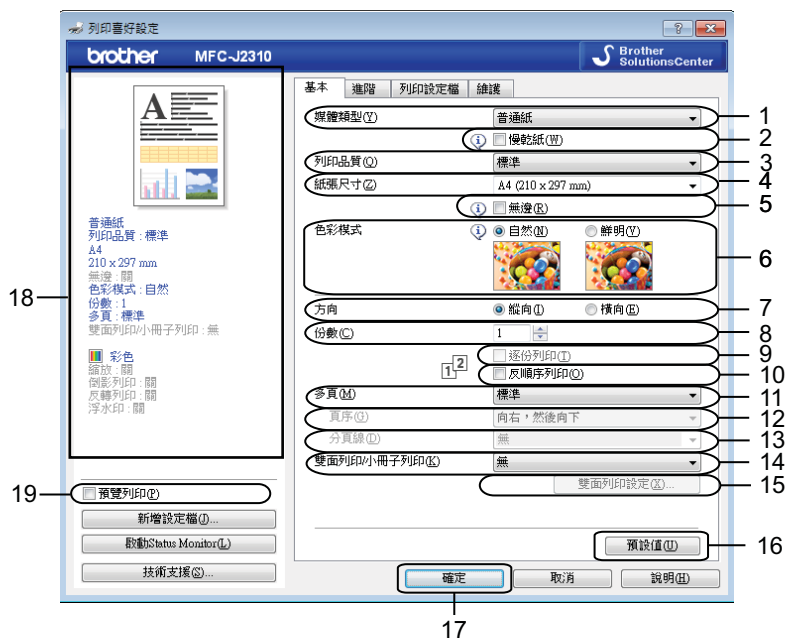 列印喜好設定
brother MFC-J2310
Brother
SolutionsCenter
基本 進階 列印設定檔 維護
媒體類型(Y) 普通紙 1
慢乾紙(W) 2
列印品質(Q) 標準 3
紙張尺寸(Z) A4 (210 x 297 mm) 4
無邊(R) 5
色彩模式 自然(N) 鮮明(V) 6
方向 縱向(I) 橫向(E) 7
份數(C) 1 8
逐份列印(T) 9
1 2 反順序列印(O) 10
多頁(M) 標準 11
頁序(G) 向右，然後向下 12
分頁線(D) 無 13
雙面列印/小冊子列印(K) 無 14
雙面列印設定(X)... 15
預設值(U) 16
確定 取消 說明(H)
17
A
普通紙
列印品質 : 標準
A4
210 x 297 mm
無邊 : 關
色彩模式 : 自然
份數 : 1
多頁 : 標準
雙面列印/小冊子列印 : 無
彩色
縮放 : 關
倒影列印 : 關
反轉列印 : 關
浮水印 : 關
18
19 預覽列印(P)
新增設定檔(J)...
啟動Status Monitor(L)
技術支援(S)...